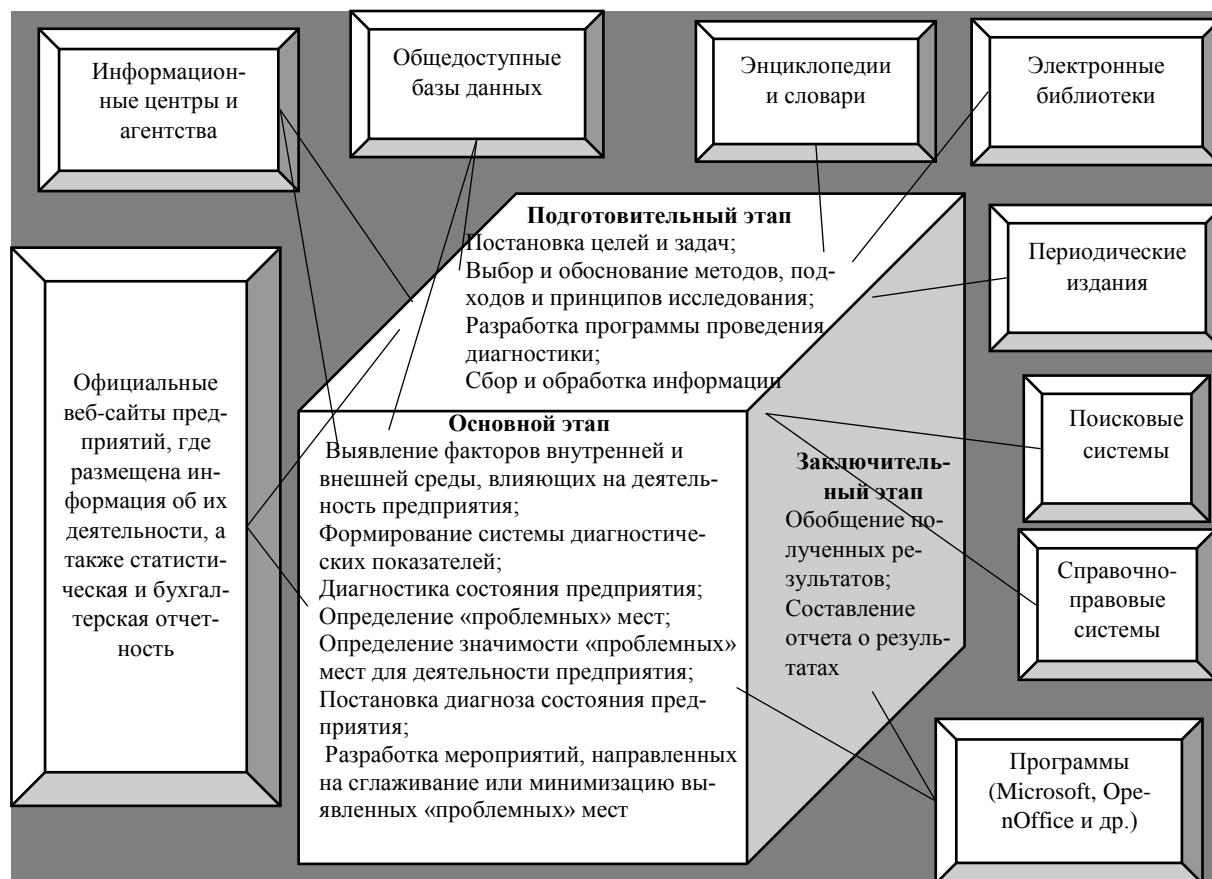 Информацион-
ные центры и
агентства
Общедоступные
базы данных
Энциклопедии
и словари
Электронные
библиотеки
Подготовительный этап
Постановка целей и задач;
Выбор и обоснование методов, под-
ходов и принципов исследования;
Разработка программы проведения
диагностики;
Сбор и обработка информации
Периодические
издания
Официальные
веб-сайты пред-
приятий, где
размещена ин-
формация об их
деятельности, а
также статисти-
ческая и бухгал-
терская отчет-
ность
Основной этап
Выявление факторов внутренней и
внешней среды, влияющих на деятель-
ность предприятия;
Формирование системы диагностиче-
ских показателей;
Диагностика состояния предприятия;
Определение «проблемных» мест;
Определение значимости «проблемных»
мест для деятельности предприятия;
Постановка диагноза состояния пред-
приятия;
Разработка мероприятий, направленных
на сглаживание или минимизацию вы-
явленных «проблемных» мест
Заключитель-
ный этап
Обобщение по-
лученных ре-
зультатов;
Составление
отчета о резуль-
татах
Поисковые
системы
Справочно-
правовые
системы
Программы
(Microsoft, Ope-
nOffice и др.)